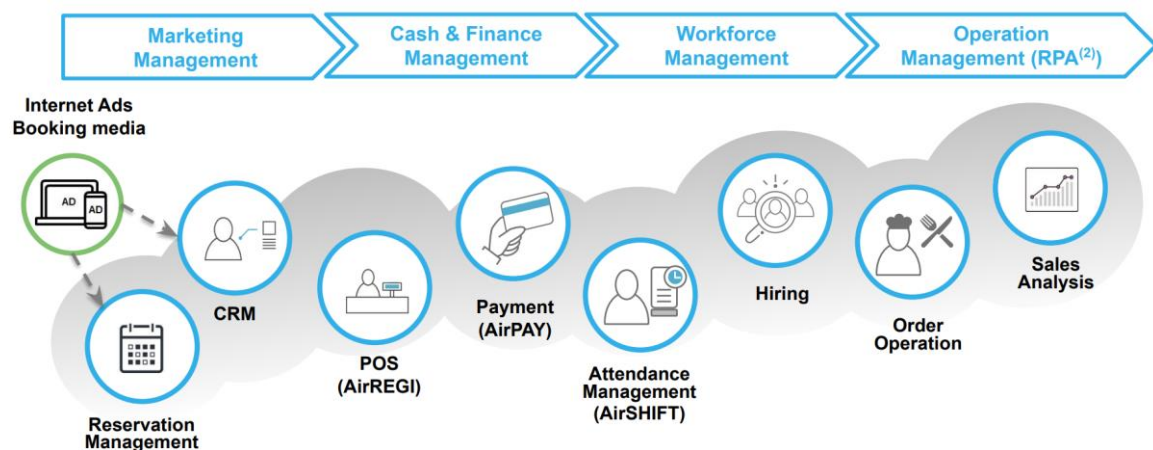 Marketing
Management
Cash & Finance
Management
Workforce
Management
Operation
Management (RPA(2))
Internet Ads
Booking media
AD
AD
CRM
Reservation
Management
POS
(AirREGI)
Payment
(AirPAY)
Attendance
Management
(AirSHIFT)
Hiring
Order
Operation
Sales
Analysis